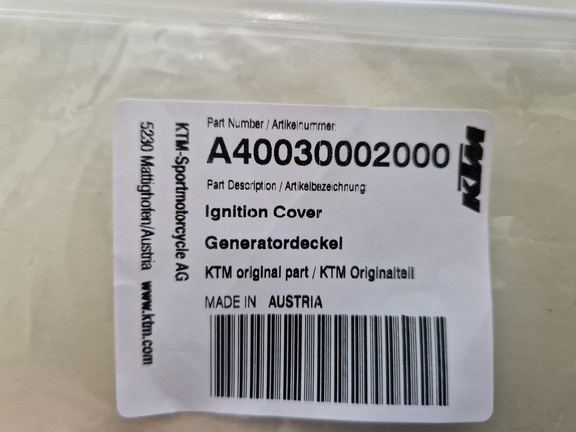 Part Number / Artikelnummer:
A40030002000
KTM
Part Description / Artikelbezeichnung:
Ignition Cover
Generatordeckel
KTM original part / KTM Originalteil
MADE IN AUSTRIA
KTM-Sportmotorcycle AG
5230 Mattighofen/Austria www.ktm.com